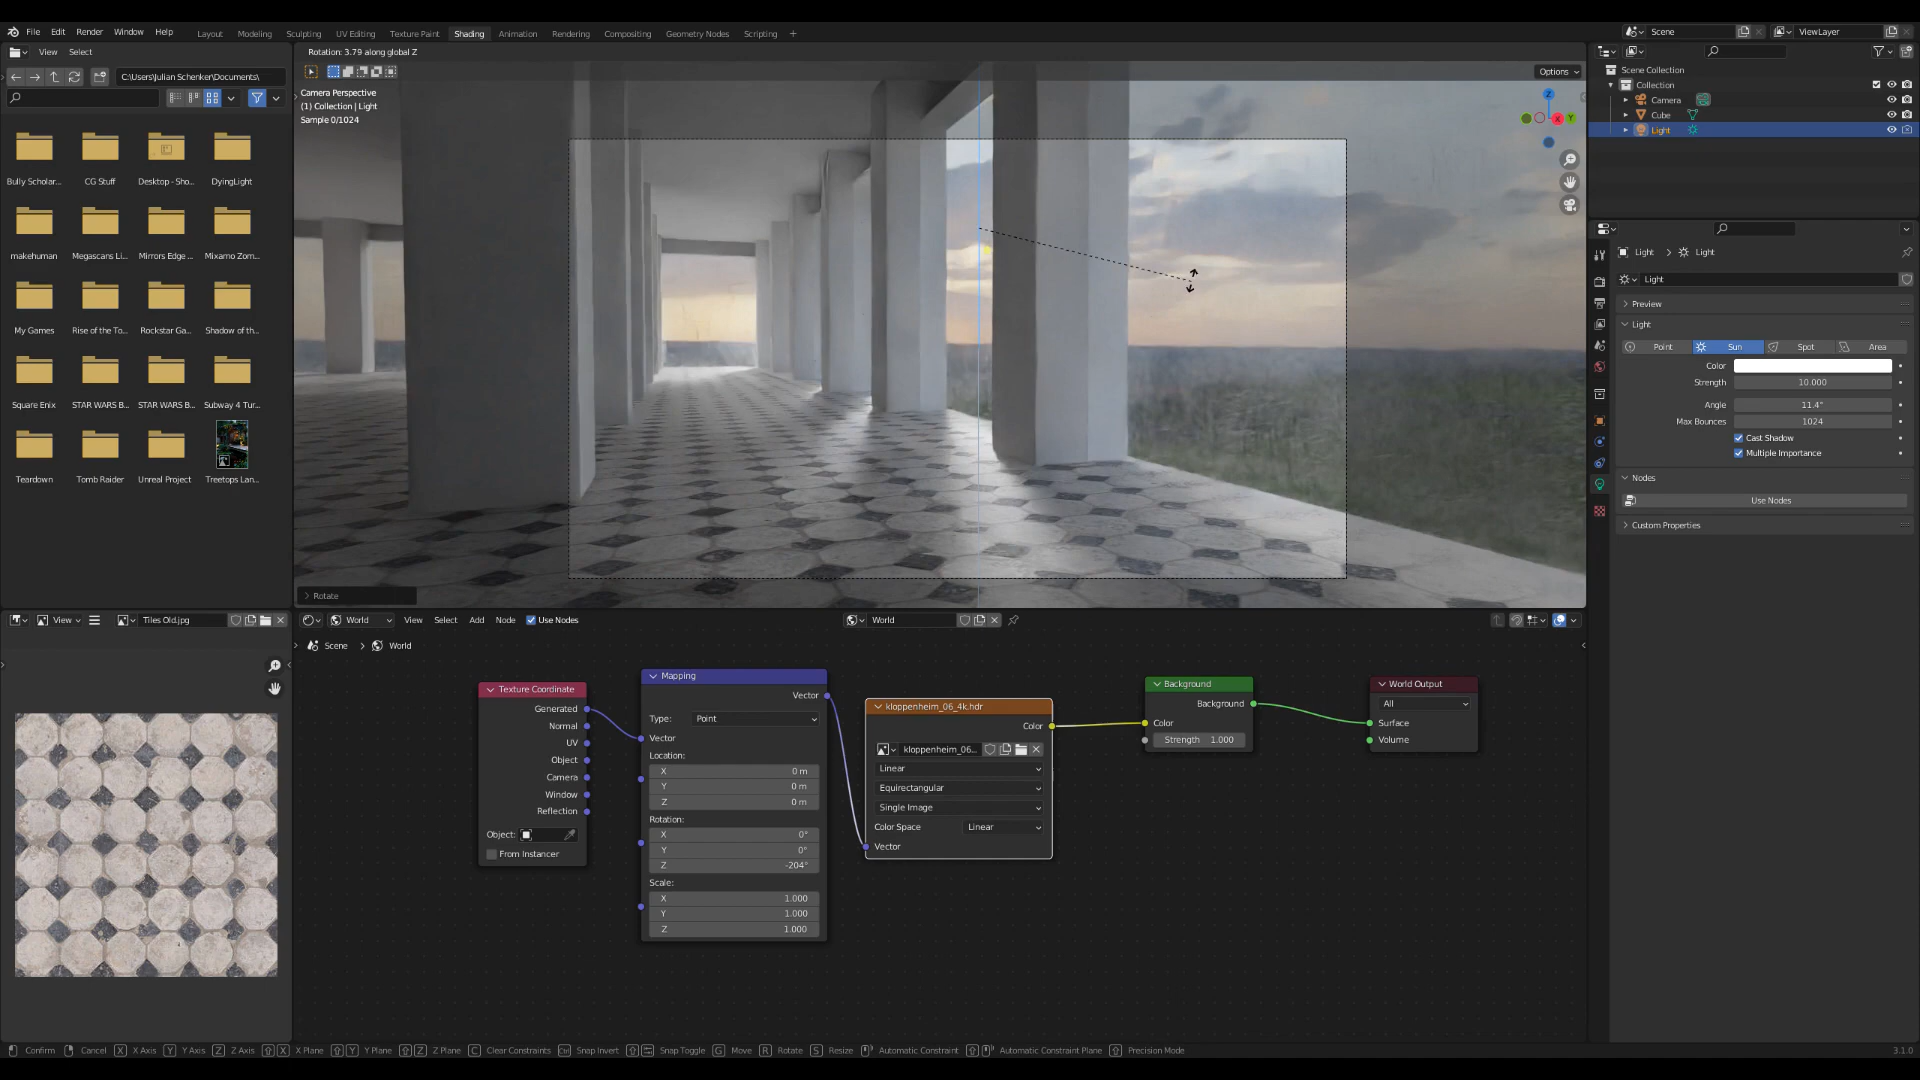 File Edit Render Window Help
Layout Modeling Sculpting UV Editing Texture Paint Shading Animation Rendering Compositing Geometry Nodes Scripting +
Scene
ViewLayer
View Select
C:\Users\Julian Schenker\Documents\
Bully Scholar... CG Stuff Desktop - Sho... DyingLight
makehuman Megascans Li... Mirrors Edge ... Mixamo Zom...
My Games Rise of the To... Rockstar Ga... Shadow of th...
Square Enix STAR WARS B... STAR WARS B... Subway 4 Tur...
Teardown Tomb Raider Unreal Project Treetops Lan...
Rotation: 3.79 along global Z
Options
Camera Perspective
(1) Collection | Light
Sample 0/1024
Z
X
Y
Rotate
Scene Collection
Collection
Camera
Cube
Light
Light > Light
Light
Preview
Light
Point Sun Spot Area
Color
Strength 10.000
Angle 11.4°
Max Bounces 1024
Cast Shadow
Multiple Importance
Nodes
Use Nodes
Custom Properties
View
Tiles Old.jpg
World
View Select Add Node Use Nodes
World
Scene > World
Texture Coordinate
Generated
Normal
UV
Object
Camera
Window
Reflection
Object:
From Instancer
Mapping
Vector
Type: Point
Vector
Location:
X 0 m
Y 0 m
Z 0 m
Rotation:
X 0°
Y 0°
Z -204°
Scale:
X 1.000
Y 1.000
Z 1.000
kloppenheim_06_4k.hdr
Color
kloppenheim_06...
Linear
Equirectangular
Single Image
Color Space Linear
Vector
Background
Background
Color
Strength 1.000
World Output
All
Surface
Volume
Confirm Cancel X X Axis Y Y Axis Z Z Axis X X Plane Y Y Plane Z Z Plane C Clear Constraints Ctrl Snap Invert Snap Toggle G Move R Rotate S Resize Automatic Constraint Automatic Constraint Plane Precision Mode
3.1.0